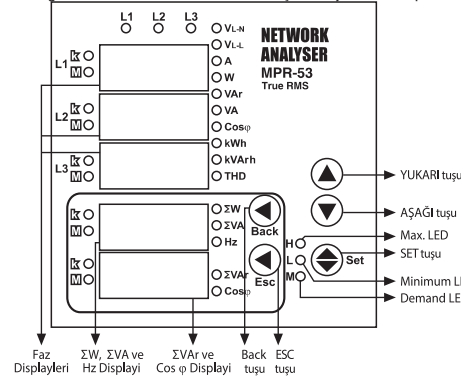 L1 L2 L3
VL-N
VL-L
A
W
VAr
VA
Cosφ
kWh
kVArh
THD
NETWORK
ANALYSER
MPR-53
True RMS
L1 k
M
L2 k
M
L3 k
M
k
M
k
M
ΣW
ΣVA
Hz
ΣVAr
Cosφ
Back
Esc
H
L
M
Set
YUKARI tuşu
AŞAĞI tuşu
Max. LED
SET tuşu
Minimum
Demand
Faz
Displayleri
ΣW, ΣVA ve
Hz Displayi
ΣVAr ve
Cos φ Displayi
Back
tuşu
ESC
tuşu